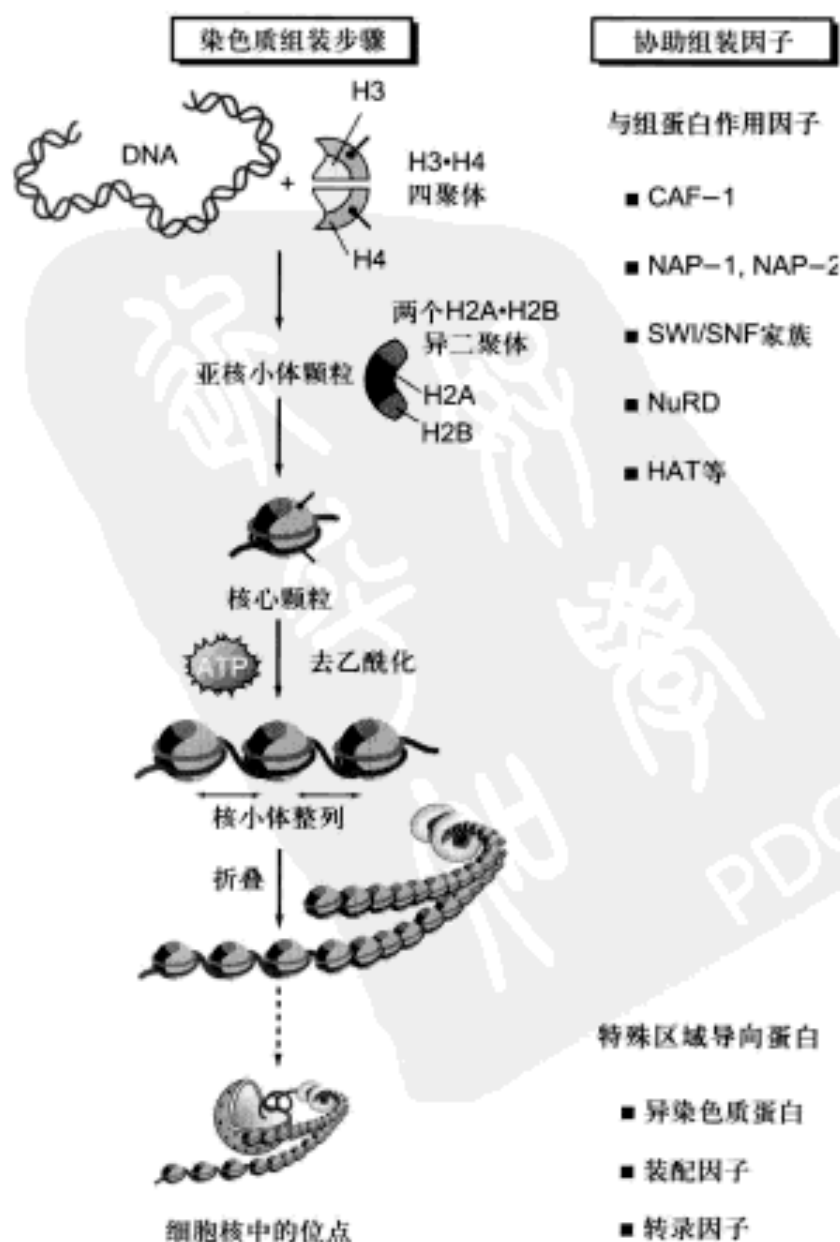 染色质组装步骤
协助组装因子
H3
DNA
+
H3•H4
四聚体
H4
与组蛋白作用因子
■ CAF-1
■ NAP-1, NAP-2
■ SWI/SNF家族
■ NuRD
■ HAT等
两个H2A•H2B
异二聚体
亚核小体颗粒
H2A
H2B
核心颗粒
ATP
去乙酰化
核小体整列
折叠
细胞核中的位点
特殊区域导向蛋白
■ 异染色质蛋白
■ 装配因子
■ 转录因子
PDC